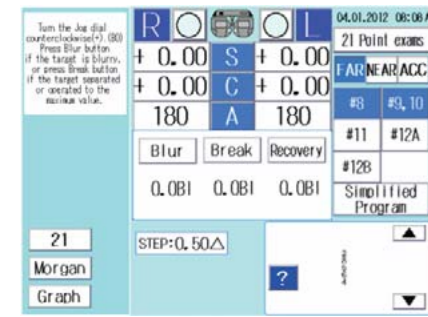 Turn the Jog dial
counterclockwise(+).(BO)
Press Blur button
if the target is blurry.
or press Break button
if the target separated
or operated to the
maximum value.
21
Morgan
Graph
R L
+ 0.00 S + 0.00
+ 0.00 C + 0.00
180 A 180
Blur Break Recovery
0.0BI 0.0BI 0.0BI
STEP:0.50△
?
04.01.2012 08:08 A
21 Point exams
FAR NEAR ACC
#8 #9,10
#11 #12A
#12B
Simplified
Program
▲
▼